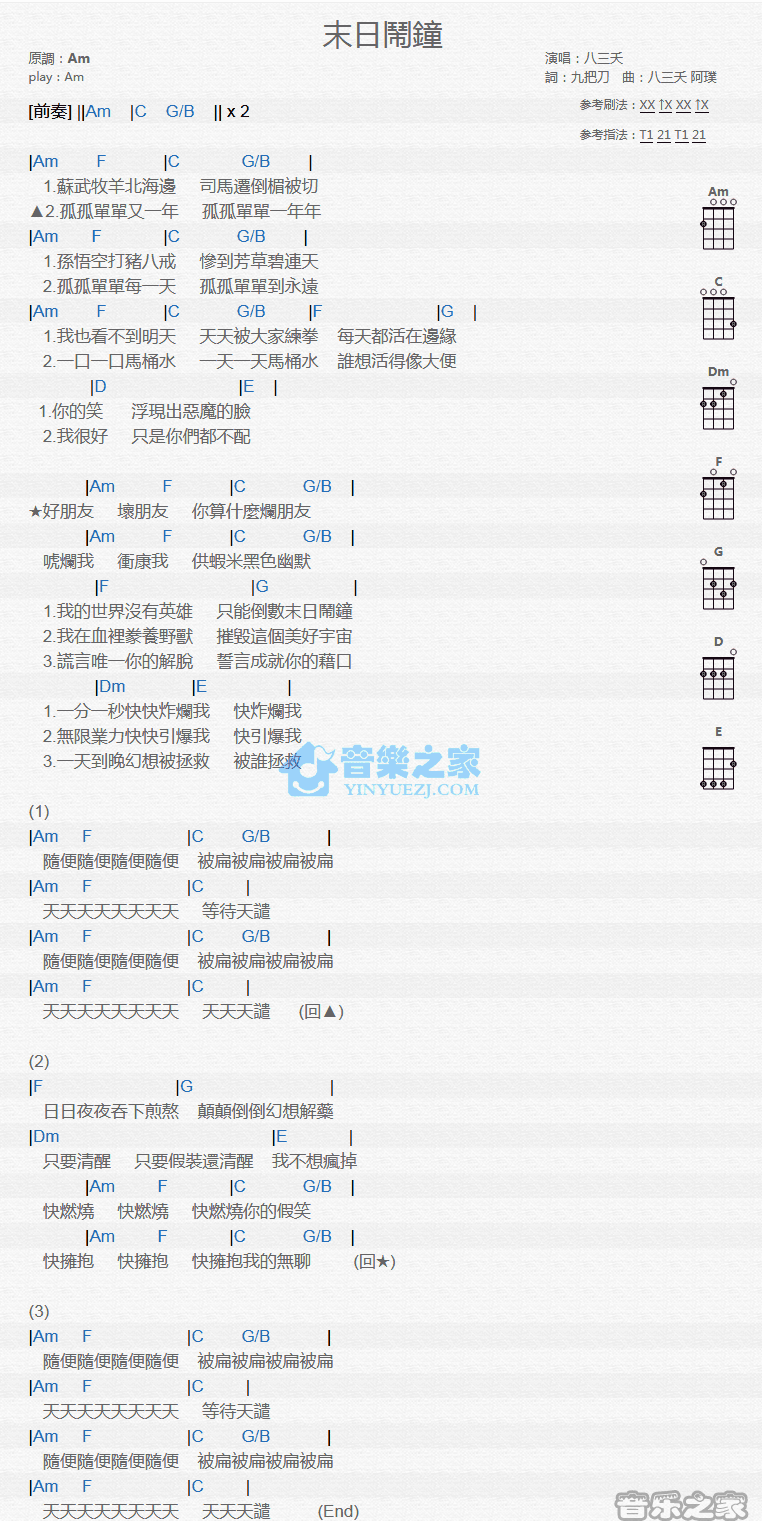 末日鬧鐘
原調：Am
play：Am
演唱：八三夭
詞：九把刀 曲：八三夭 阿璞
參考刷法：XX ↑X XX ↑X
參考指法：T1 21 T1 21
[前奏] ||Am |C G/B || x 2
|Am F |C G/B |
1.蘇武牧羊北海邊 司馬遷倒楣被切
▲2.孤孤單單又一年 孤孤單單一年年
|Am F |C G/B |
1.孫悟空打豬八戒 慘到芳草碧連天
2.孤孤單單每一天 孤孤單單到永遠
|Am F |C G/B |F |G |
1.我也看不到明天 天天被大家練拳 每天都活在邊緣
2.一口一口馬桶水 一天一天馬桶水 誰想活得像大便
|D |E |
1.你的笑 浮現出惡魔的臉
2.我很好 只是你們都不配
|Am F |C G/B |
★好朋友 壞朋友 你算什麼爛朋友
|Am F |C G/B |
唬爛我 衝康我 供蝦米黑色幽默
|F |G |
1.我的世界沒有英雄 只能倒數末日鬧鐘
2.我在血裡豢養野獸 摧毀這個美好宇宙
3.謊言唯一你的解脫 誓言成就你的藉口
|Dm |E |
1.一分一秒快快炸爛我 快炸爛我
2.無限業力快快引爆我 快引爆我
3.一天到晚幻想被拯救 被誰拯救
(1)
|Am F |C G/B |
隨便隨便隨便隨便 被扁被扁被扁被扁
|Am F |C |
天天天天天天天天 等待天譴
|Am F |C G/B |
隨便隨便隨便隨便 被扁被扁被扁被扁
|Am F |C |
天天天天天天天天 天天天譴 (回▲)
(2)
|F |G |
日日夜夜吞下煎熬 顛顛倒倒幻想解藥
|Dm |E |
只要清醒 只要假裝還清醒 我不想瘋掉
|Am F |C G/B |
快燃燒 快燃燒 快燃燒你的假笑
|Am F |C G/B |
快擁抱 快擁抱 快擁抱我的無聊 (回★)
(3)
|Am F |C G/B |
隨便隨便隨便隨便 被扁被扁被扁被扁
|Am F |C |
天天天天天天天天 等待天譴
|Am F |C G/B |
隨便隨便隨便隨便 被扁被扁被扁被扁
|Am F |C |
天天天天天天天天 天天天譴 (End)
Am
C
Dm
F
G
D
E
音樂之家
YINYUEZJ.COM
音乐之家